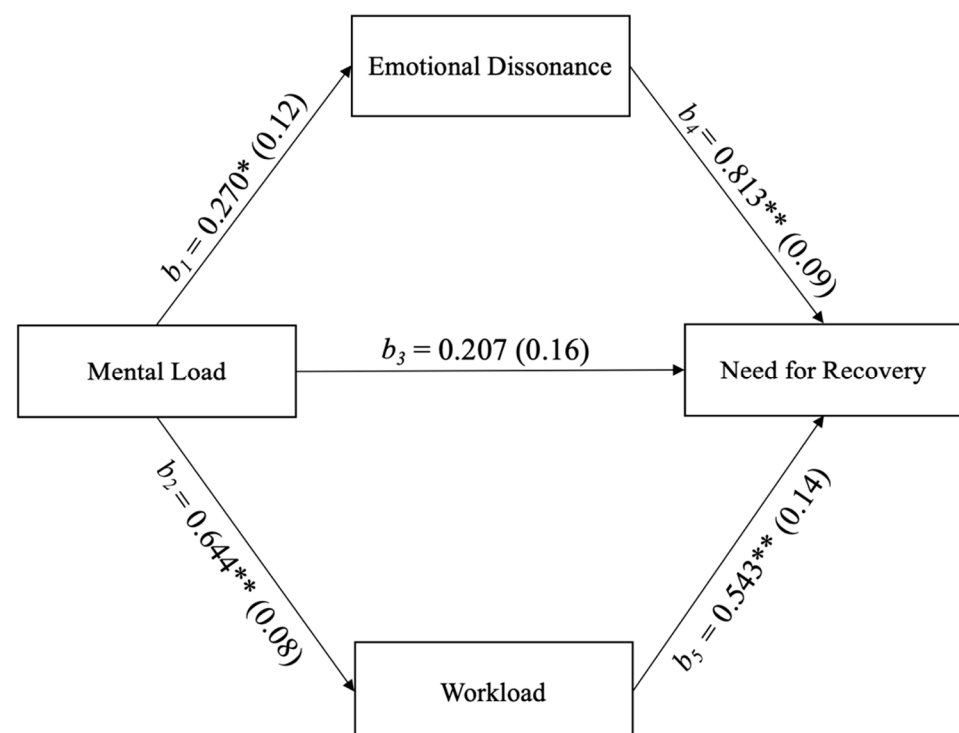 Emotional Dissonance
b₁ = 0.270* (0.12)
b₄ = 0.813** (0.09)
Mental Load
b₃ = 0.207 (0.16)
Need for Recovery
b₂ = 0.644** (0.08)
b₅ = 0.543** (0.14)
Workload